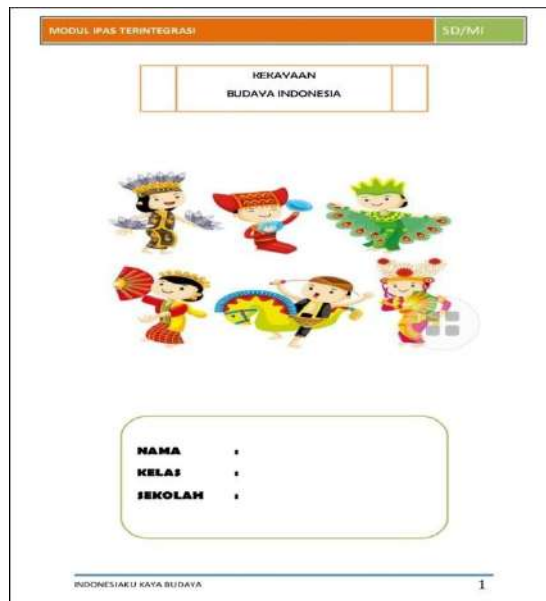 MODUL IPAS TERINTEGRASI SD/MI
KEKAYAAN
BUDAYA INDONESIA
NAMA :
KELAS :
SEKOLAH :
INDONESIAKU KAYA BUDAYA 1